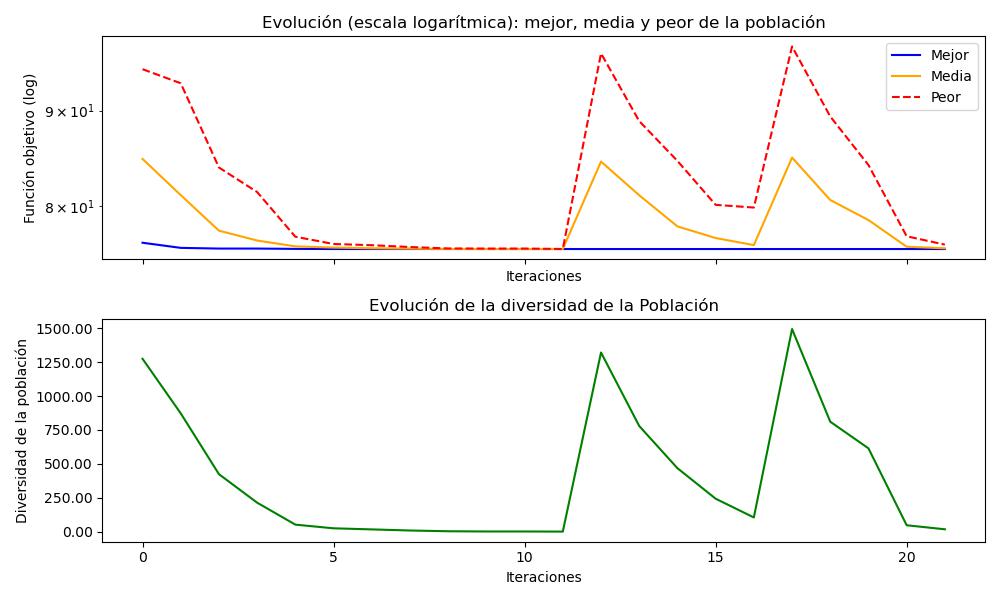 Evolución (escala logarítmica): mejor, media y peor de la población
Función objetivo (log)
9 × 10¹
8 × 10¹
Mejor
Media
Peor
Iteraciones
Evolución de la diversidad de la Población
Diversidad de la población
1500.00
1250.00
1000.00
750.00
500.00
250.00
0.00
0 5 10 15 20
Iteraciones